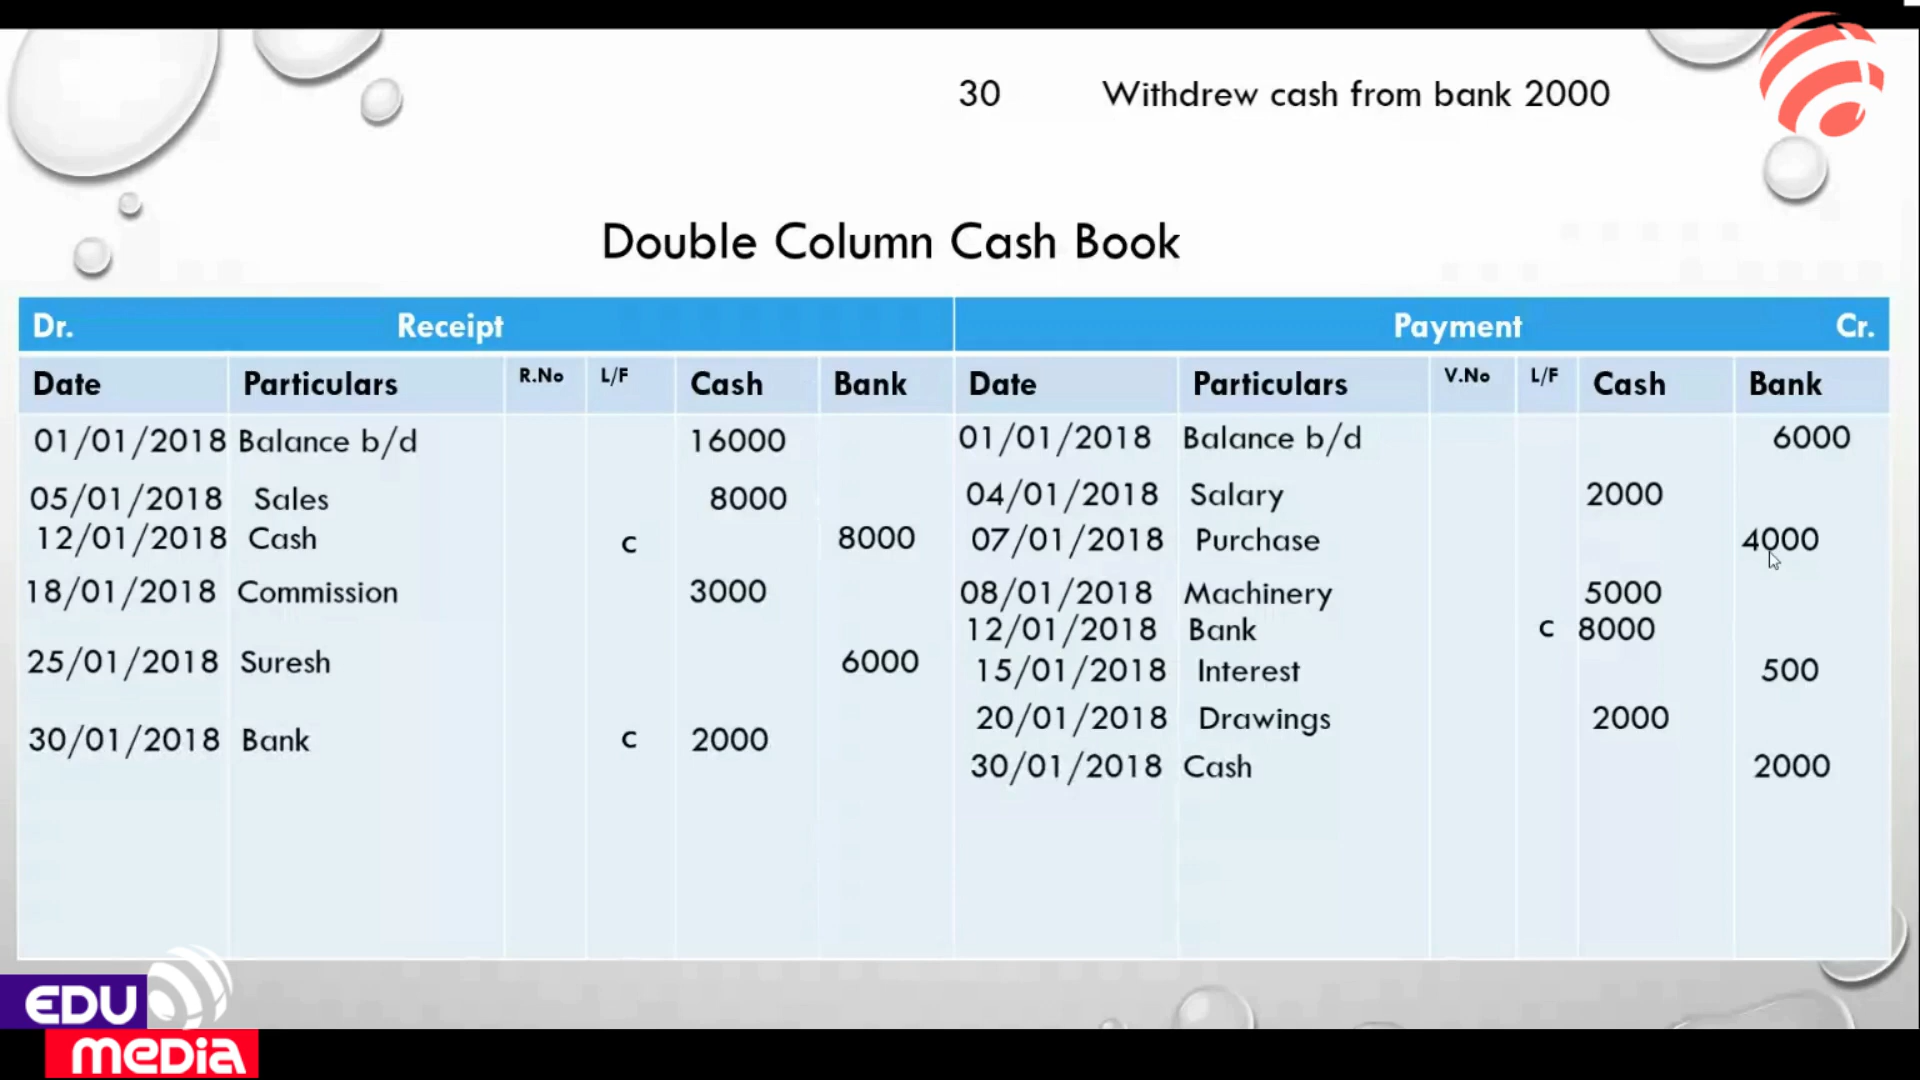 30 Withdrew cash from bank 2000
Double Column Cash Book
Dr. Receipt Payment Cr.
Date Particulars R.No L/F Cash Bank Date Particulars V.No L/F Cash Bank
01/01/2018 Balance b/d 16000 01/01/2018 Balance b/d 6000
05/01/2018 Sales 8000 04/01/2018 Salary 2000
12/01/2018 Cash c 8000 07/01/2018 Purchase 4000
18/01/2018 Commission 3000 08/01/2018 Machinery 5000
12/01/2018 Bank c 8000
25/01/2018 Suresh 6000 15/01/2018 Interest 500
20/01/2018 Drawings 2000
30/01/2018 Bank c 2000 30/01/2018 Cash 2000
EDU
MEDIA